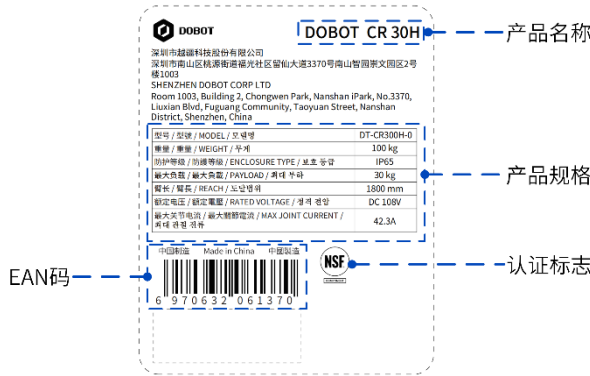 DOBOT
DOBOT CR 30H
产品名称
深圳市越疆科技股份有限公司
深圳市南山区桃源街道福光社区留仙大道3370号南山智园崇文园区2号
楼1003
SHENZHEN DOBOT CORP LTD
Room 1003, Building 2, Chongwen Park, Nanshan iPark, No.3370,
Liuxian Blvd, Fuguang Community, Taoyuan Street, Nanshan
District, Shenzhen, China
型号 / 型號 / MODEL / 모델명 DT-CR300H-0
重量 / 重量 / WEIGHT / 무게 100 kg
防护等级 / 防護等級 / ENCLOSURE TYPE / 보호 등급 IP65
最大负载 / 最大負載 / PAYLOAD / 최대 부하 30 kg
臂长 / 臂長 / REACH / 도달범위 1800 mm
额定电压 / 額定電壓 / RATED VOLTAGE / 정격 전압 DC 108V
最大关节电流 / 最大關節電流 / MAX JOINT CURRENT /
최대 관절 전류 42.3A
产品规格
中国制造 Made in China 中國製造
6 970632 061370
EAN码
NSF
认证标志